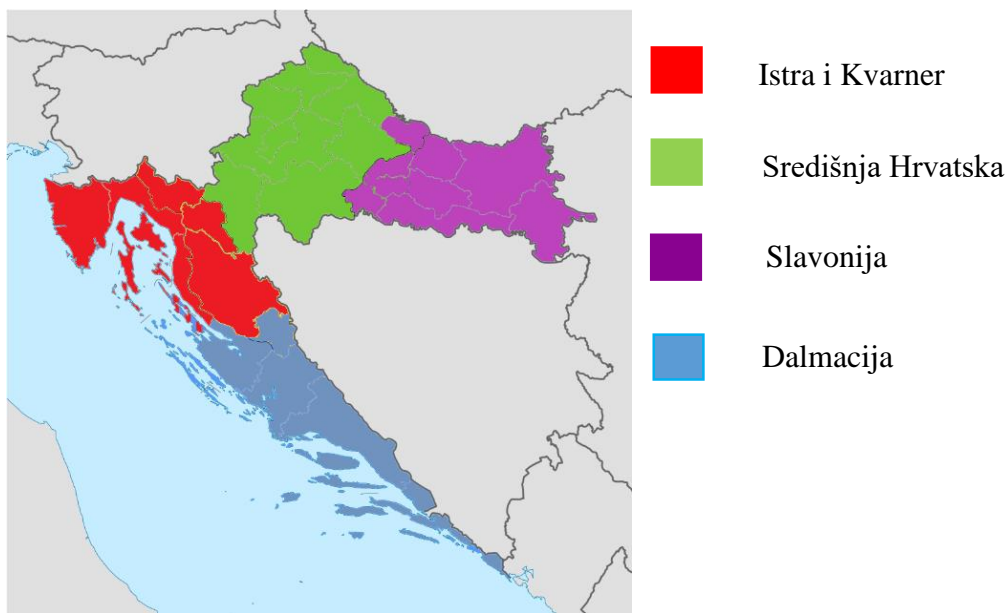 Istra i Kvarner
Središnja Hrvatska
Slavonija
Dalmacija